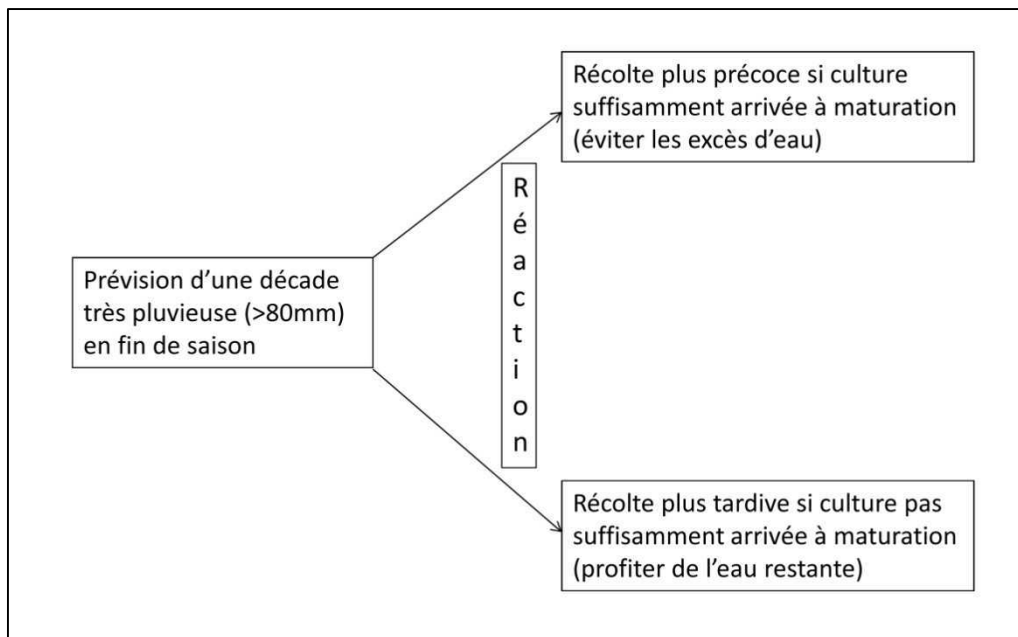 Prévision d'une décade
très pluvieuse (>80mm)
en fin de saison
R
é
a
c
t
i
o
n
Récolte plus précoce si culture
suffisamment arrivée à maturation
(éviter les excès d'eau)
Récolte plus tardive si culture pas
suffisamment arrivée à maturation
(profiter de l'eau restante)